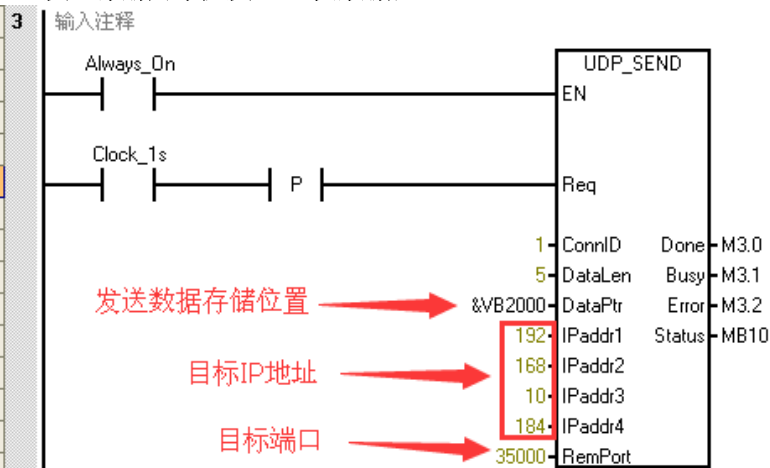 3 输入注释
Always_On
UDP_SEND
EN
Clock_1s
P
Req
1 ConnID Done M3.0
5 DataLen Busy M3.1
发送数据存储位置
&VB2000 DataPtr Error M3.2
192 IPaddr1 Status MB10
168 IPaddr2
目标IP地址
10 IPaddr3
184 IPaddr4
目标端口
35000 RemPort